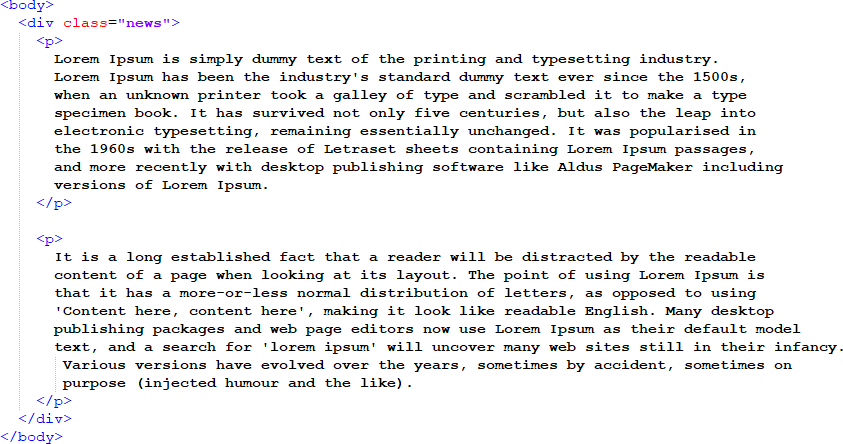 <body>
<div class="news">
<p>
Lorem Ipsum is simply dummy text of the printing and typesetting industry.
Lorem Ipsum has been the industry's standard dummy text ever since the 1500s,
when an unknown printer took a galley of type and scrambled it to make a type
specimen book. It has survived not only five centuries, but also the leap into
electronic typesetting, remaining essentially unchanged. It was popularised in
the 1960s with the release of Letraset sheets containing Lorem Ipsum passages,
and more recently with desktop publishing software like Aldus PageMaker including
versions of Lorem Ipsum.
</p>
<p>
It is a long established fact that a reader will be distracted by the readable
content of a page when looking at its layout. The point of using Lorem Ipsum is
that it has a more-or-less normal distribution of letters, as opposed to using
'Content here, content here', making it look like readable English. Many desktop
publishing packages and web page editors now use Lorem Ipsum as their default model
text, and a search for 'lorem ipsum' will uncover many web sites still in their infancy.
Various versions have evolved over the years, sometimes by accident, sometimes on
purpose (injected humour and the like).
</p>
</div>
</body>